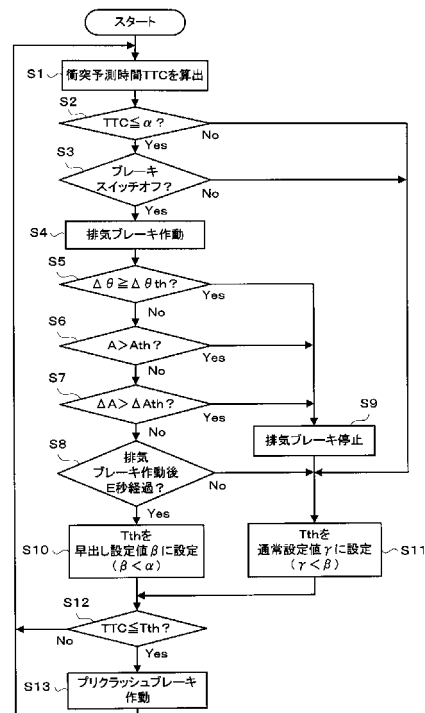 スタート
S1
衝突予測時間TTCを算出
S2
TTC≦α?
No
Yes
S3
ブレーキ
スイッチオフ?
No
Yes
S4
排気ブレーキ作動
S5
Δθ≧Δθth?
Yes
No
S6
A>Ath?
Yes
No
S7
ΔA>ΔAth?
Yes
No
S9
排気ブレーキ停止
S8
排気
ブレーキ作動後
E秒経過?
No
Yes
S10
Tthを
早出し設定値βに設定
(β<α)
Tthを
通常設定値γに設定
(γ<β)
S11
S12
TTC≦Tth?
No
Yes
S13
プリクラッシュブレーキ
作動